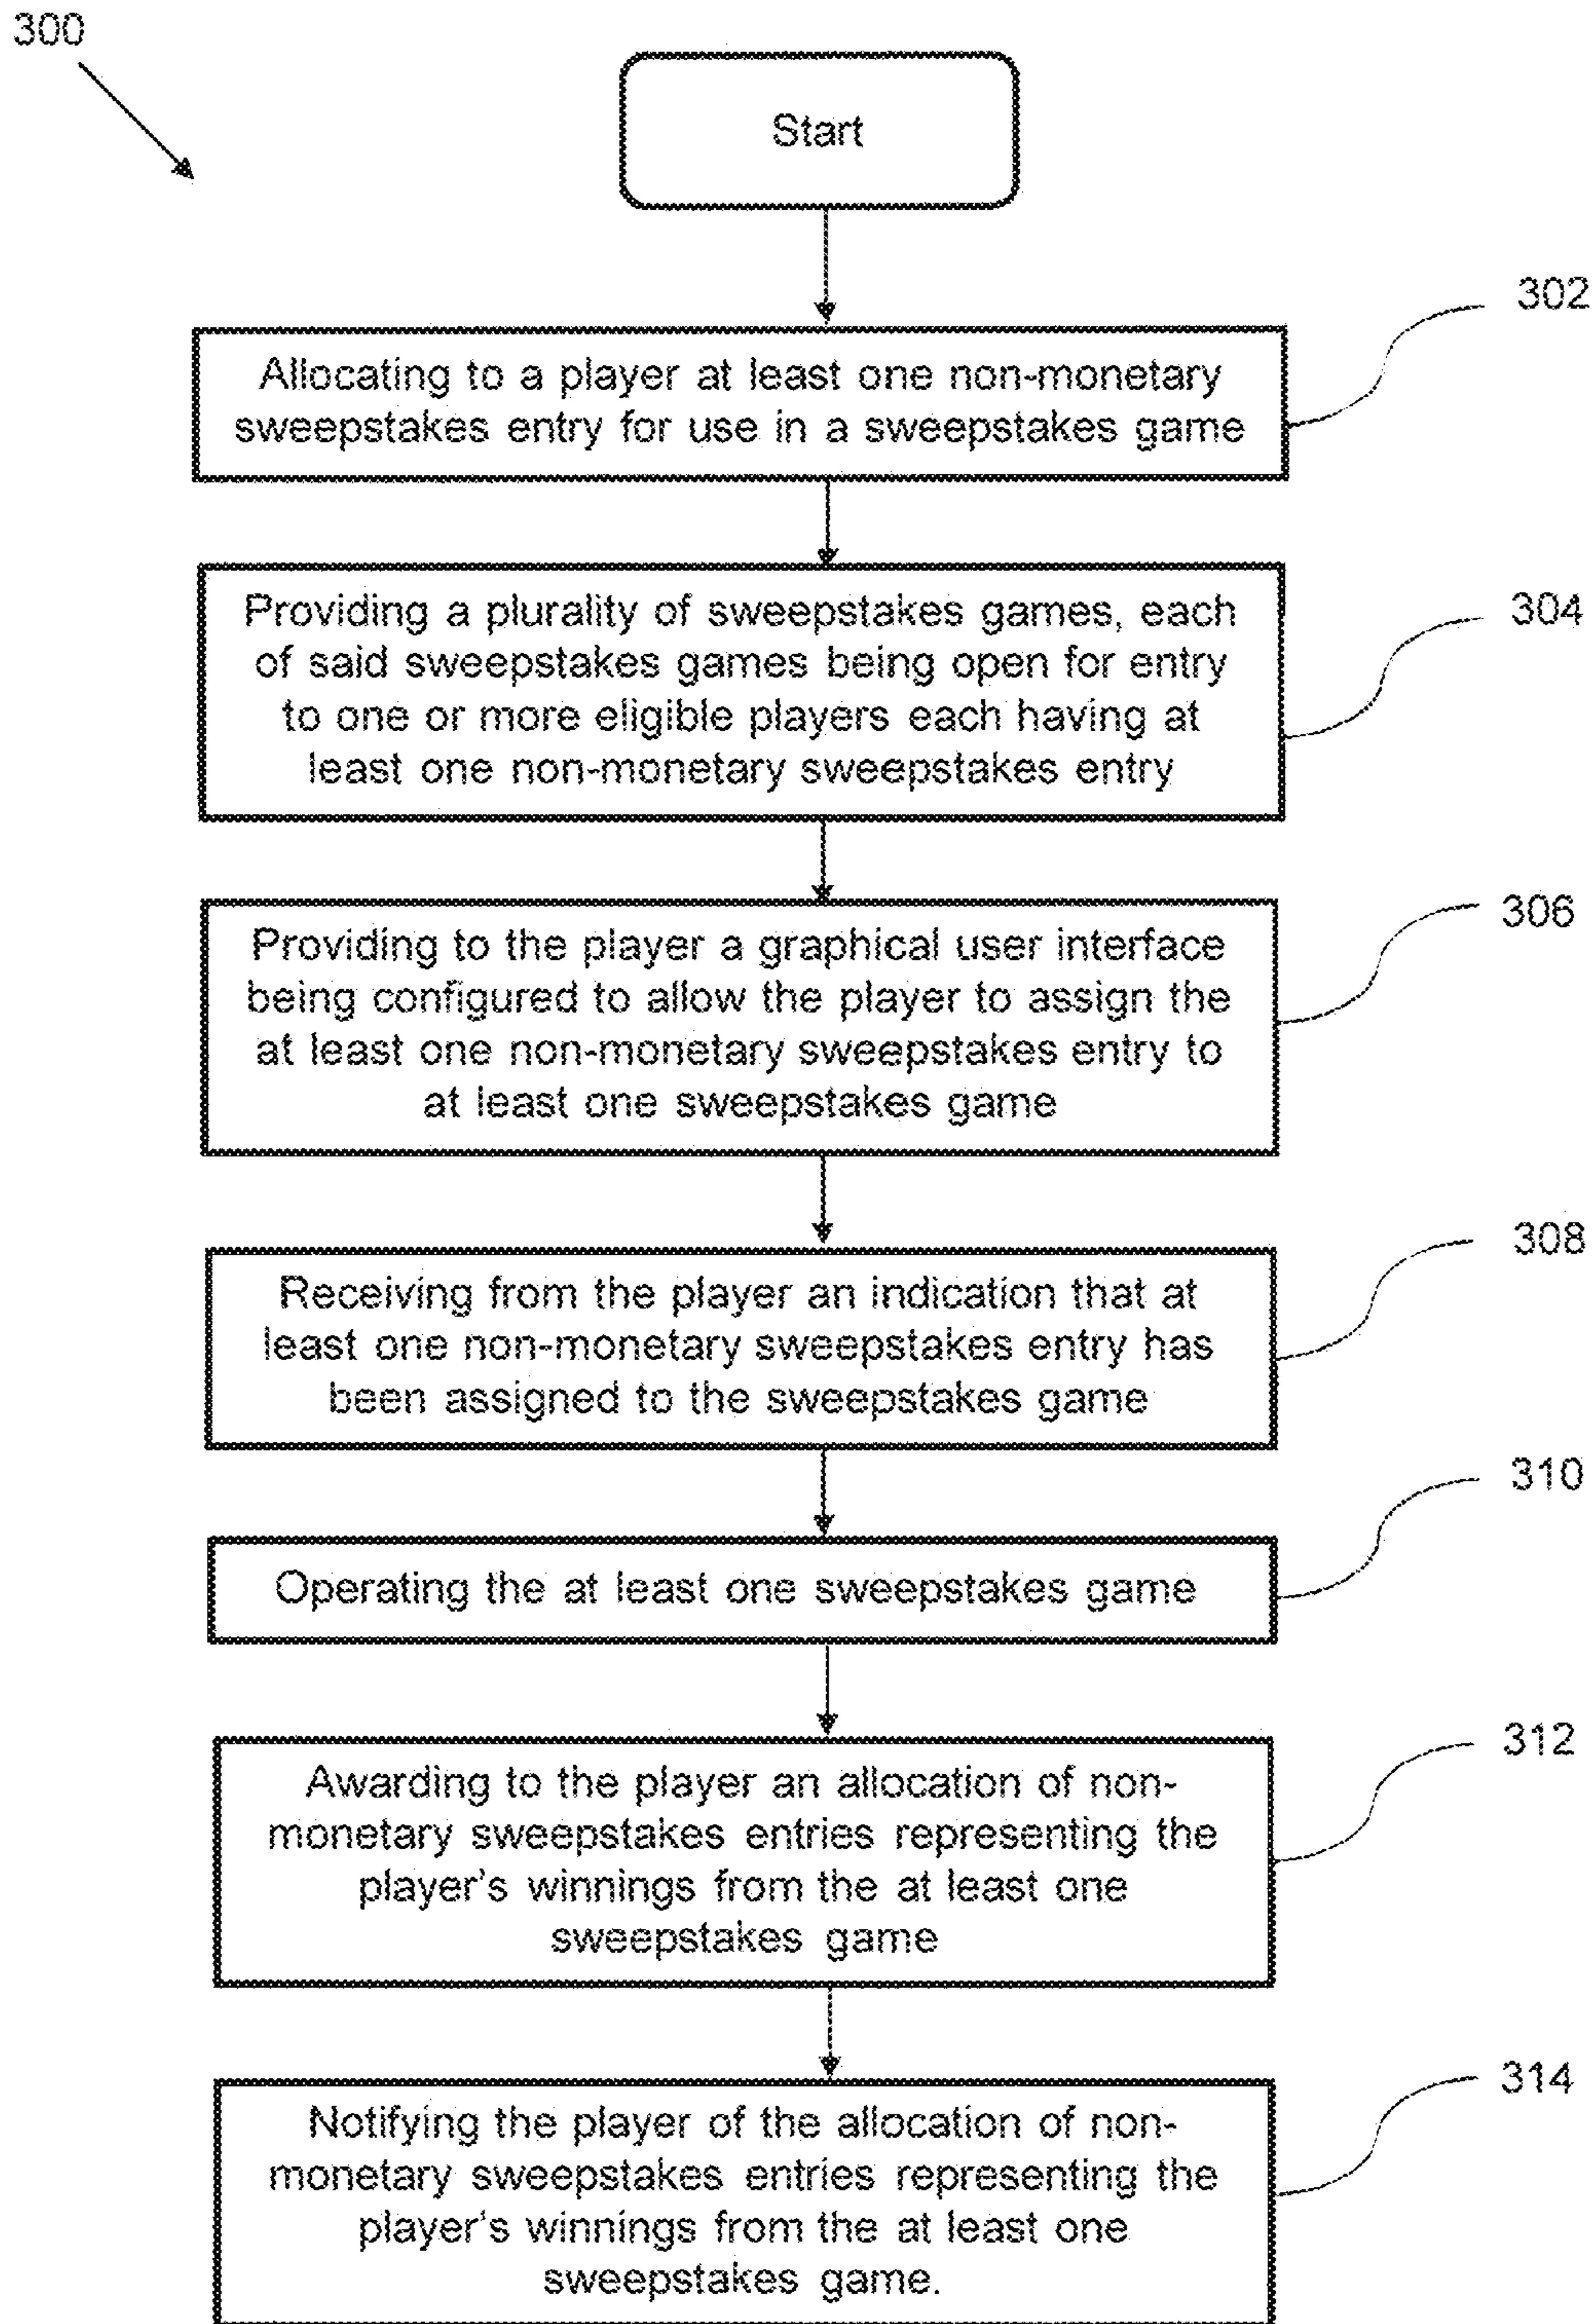 300
Start
302
Allocating to a player at least one non-monetary
sweepstakes entry for use in a sweepstakes game
304
Providing a plurality of sweepstakes games, each
of said sweepstakes games being open for entry
to one or more eligible players each having at
least one non-monetary sweepstakes entry
306
Providing to the player a graphical user interface
being configured to allow the player to assign the
at least one non-monetary sweepstakes entry to
at least one sweepstakes game
308
Receiving from the player an indication that at
least one non-monetary sweepstakes entry has
been assigned to the sweepstakes game
310
Operating the at least one sweepstakes game
312
Awarding to the player an allocation of non-
monetary sweepstakes entries representing the
player's winnings from the at least one
sweepstakes game
314
Notifying the player of the allocation of non-
monetary sweepstakes entries representing the
player's winnings from the at least one
sweepstakes game.